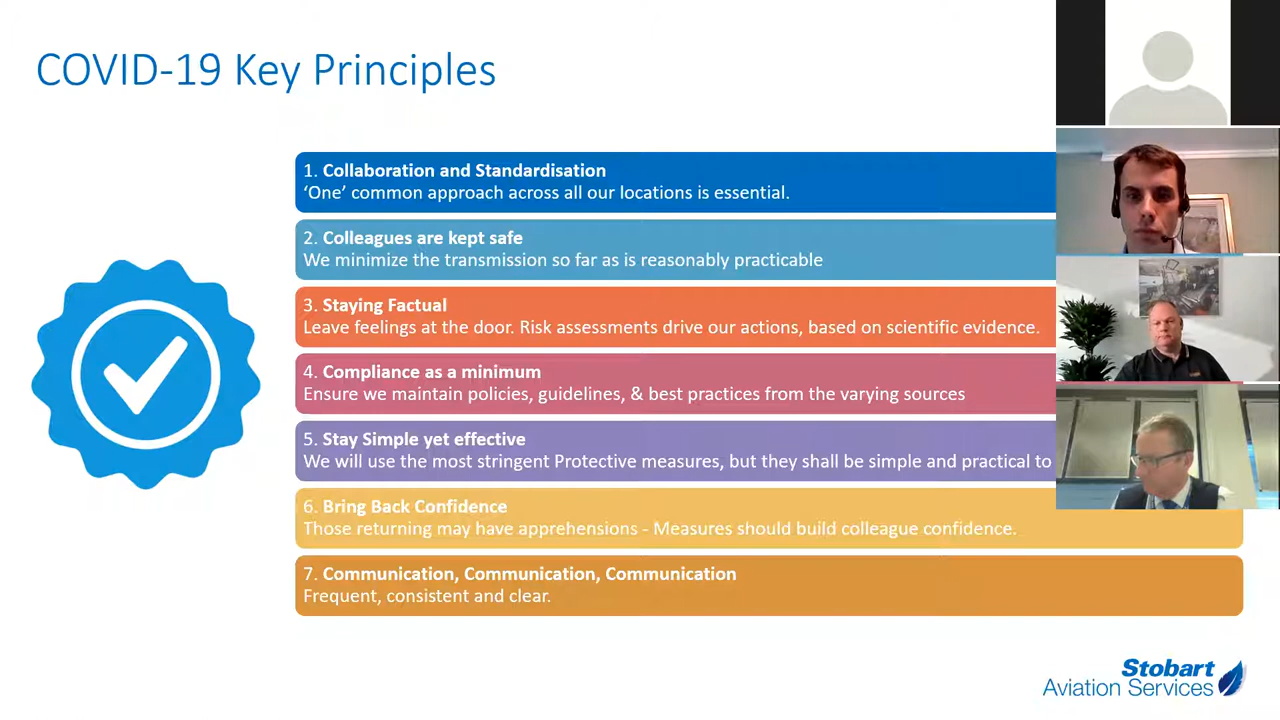 COVID-19 Key Principles
1. Collaboration and Standardisation
‘One’ common approach across all our locations is essential.
2. Colleagues are kept safe
We minimize the transmission so far as is reasonably practicable
3. Staying Factual
Leave feelings at the door. Risk assessments drive our actions, based on scientific evidence.
4. Compliance as a minimum
Ensure we maintain policies, guidelines, & best practices from the varying sources
5. Stay Simple yet effective
We will use the most stringent Protective measures, but they shall be simple and practical to
6. Bring Back Confidence
Those returning may have apprehensions - Measures should build colleague confidence.
7. Communication, Communication, Communication
Frequent, consistent and clear.
Stobart
Aviation Services